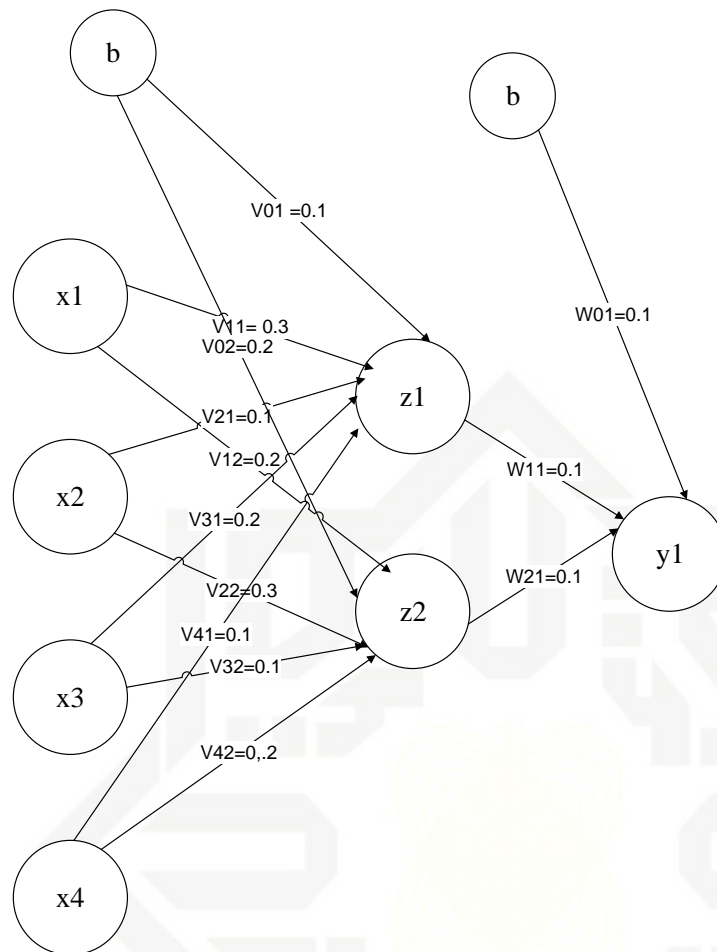 b
b
V01 =0.1
x1
V11= 0.3
W01=0.1
V02=0.2
z1
V21=0.1
V12=0.2
W11=0.1
x2
V31=0.2
y1
W21=0.1
V22=0.3
z2
V41=0.1
V32=0.1
x3
V42=0,.2
x4